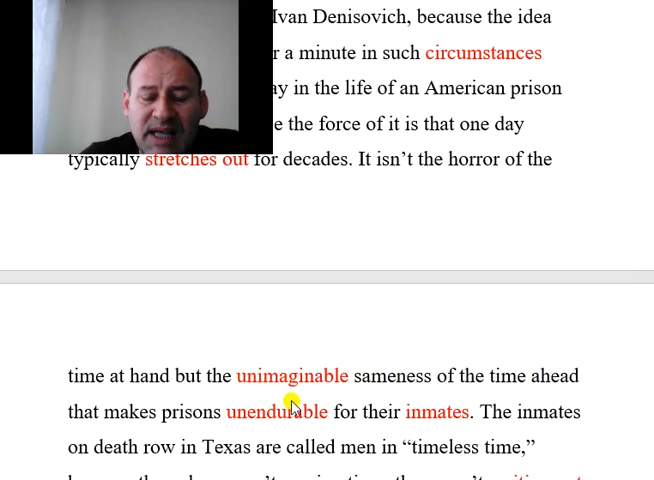 Ivan Denisovich, because the idea
a minute in such circumstances
in the life of an American prison
the force of it is that one day
typically stretches out for decades. It isn’t the horror of the
time at hand but the unimaginable sameness of the time ahead
that makes prisons unendurable for their inmates. The inmates
on death row in Texas are called men in “timeless time,”